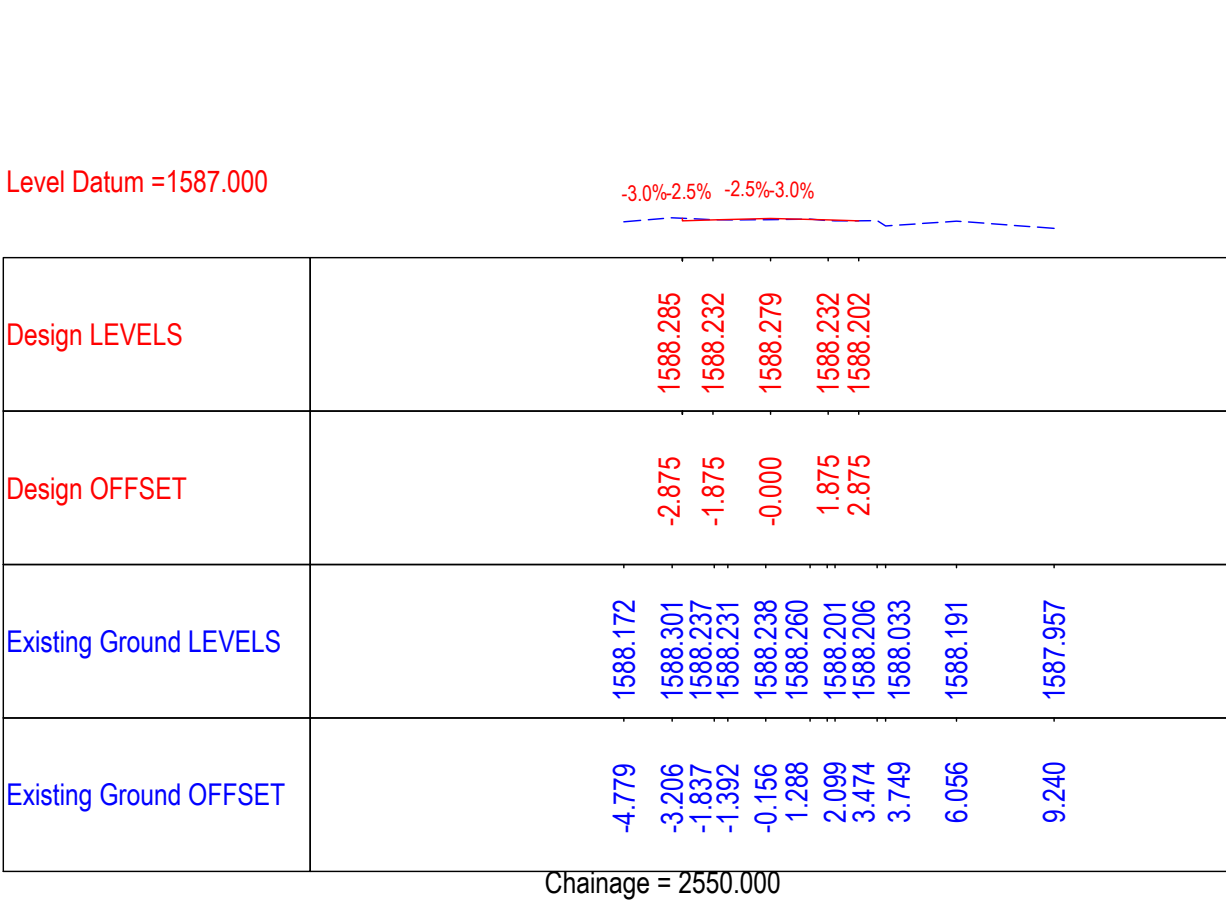 Level Datum =1587.000
-3.0%-2.5% -2.5%-3.0%
Design LEVELS 1588.285 1588.232 1588.279 1588.232 1588.202
Design OFFSET -2.875 -1.875 -0.000 1.875 2.875
Existing Ground LEVELS 1588.172 1588.301 1588.237 1588.231 1588.238 1588.260 1588.201 1588.206 1588.033 1588.191 1587.957
Existing Ground OFFSET -4.779 -3.206 -1.837 -1.392 -0.156 1.288 2.099 3.474 3.749 6.056 9.240
Chainage = 2550.000